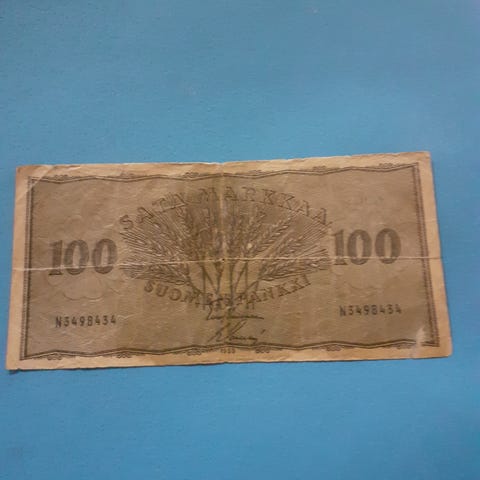 SATA MARKKAA
100 100
SUOMEN PANKKI
N3498434 N3498434